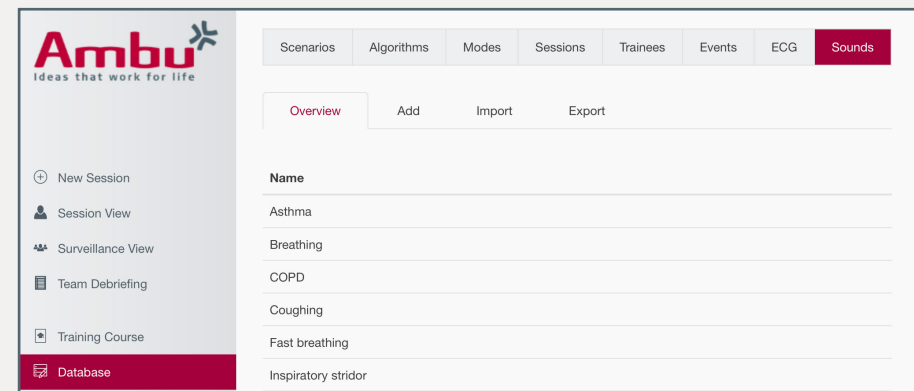 Ambu
Ideas that work for life
Scenarios Algorithms Modes Sessions Trainees Events ECG Sounds
Overview Add Import Export
New Session
Session View
Surveillance View
Team Debriefing
Training Course
Database
Name
Asthma
Breathing
COPD
Coughing
Fast breathing
Inspiratory stridor